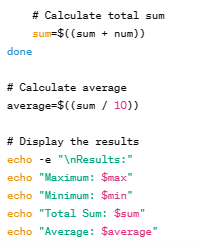 # Calculate total sum
sum=$((sum + num))
done
# Calculate average
average=$((sum / 10))
# Display the results
echo -e "\nResults:"
echo "Maximum: $max"
echo "Minimum: $min"
echo "Total Sum: $sum"
echo "Average: $average"